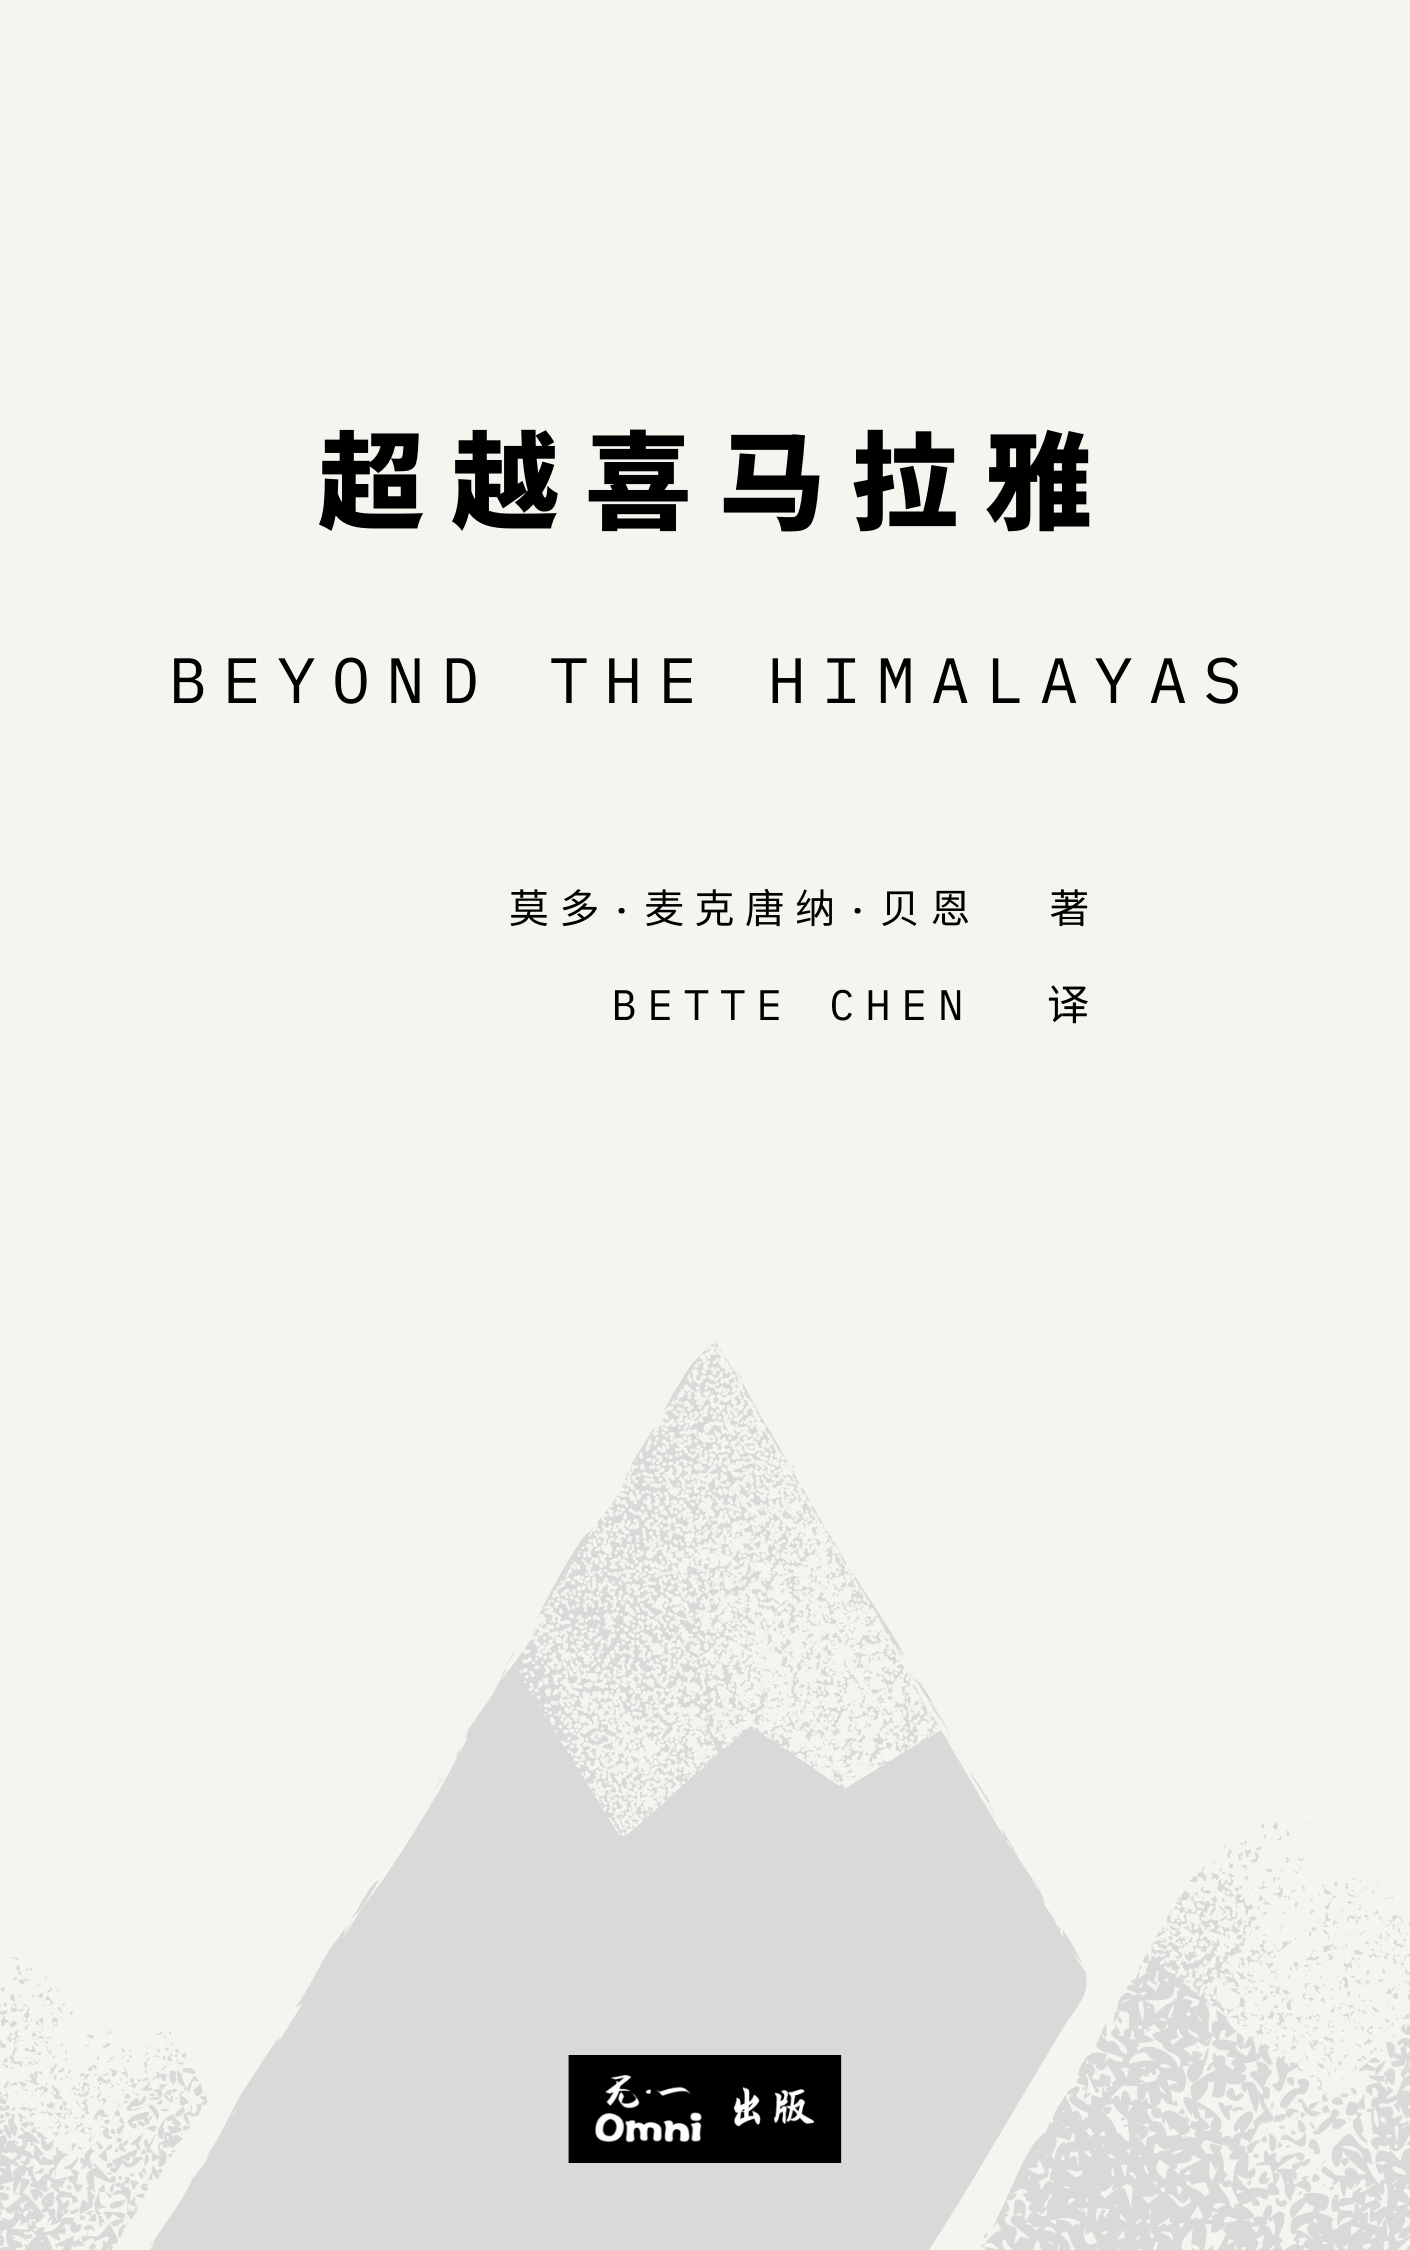 超越喜马拉雅
BEYOND THE HIMALAYAS
莫多·麦克唐纳·贝恩 著
BETTE CHEN 译
无·一
Omni 出版